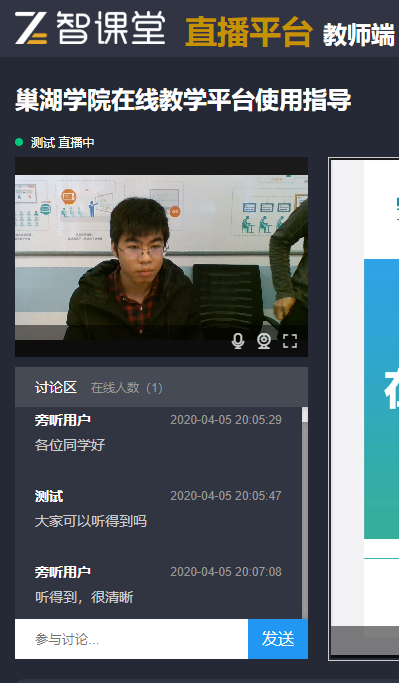 智课堂 直播平台 教师端
巢湖学院在线教学平台使用指导
测试 直播中
讨论区 在线人数（1）
旁听用户 2020-04-05 20:05:29
各位同学好
测试 2020-04-05 20:05:47
大家可以听得到吗
旁听用户 2020-04-05 20:07:08
听得到，很清晰
参与讨论... 发送